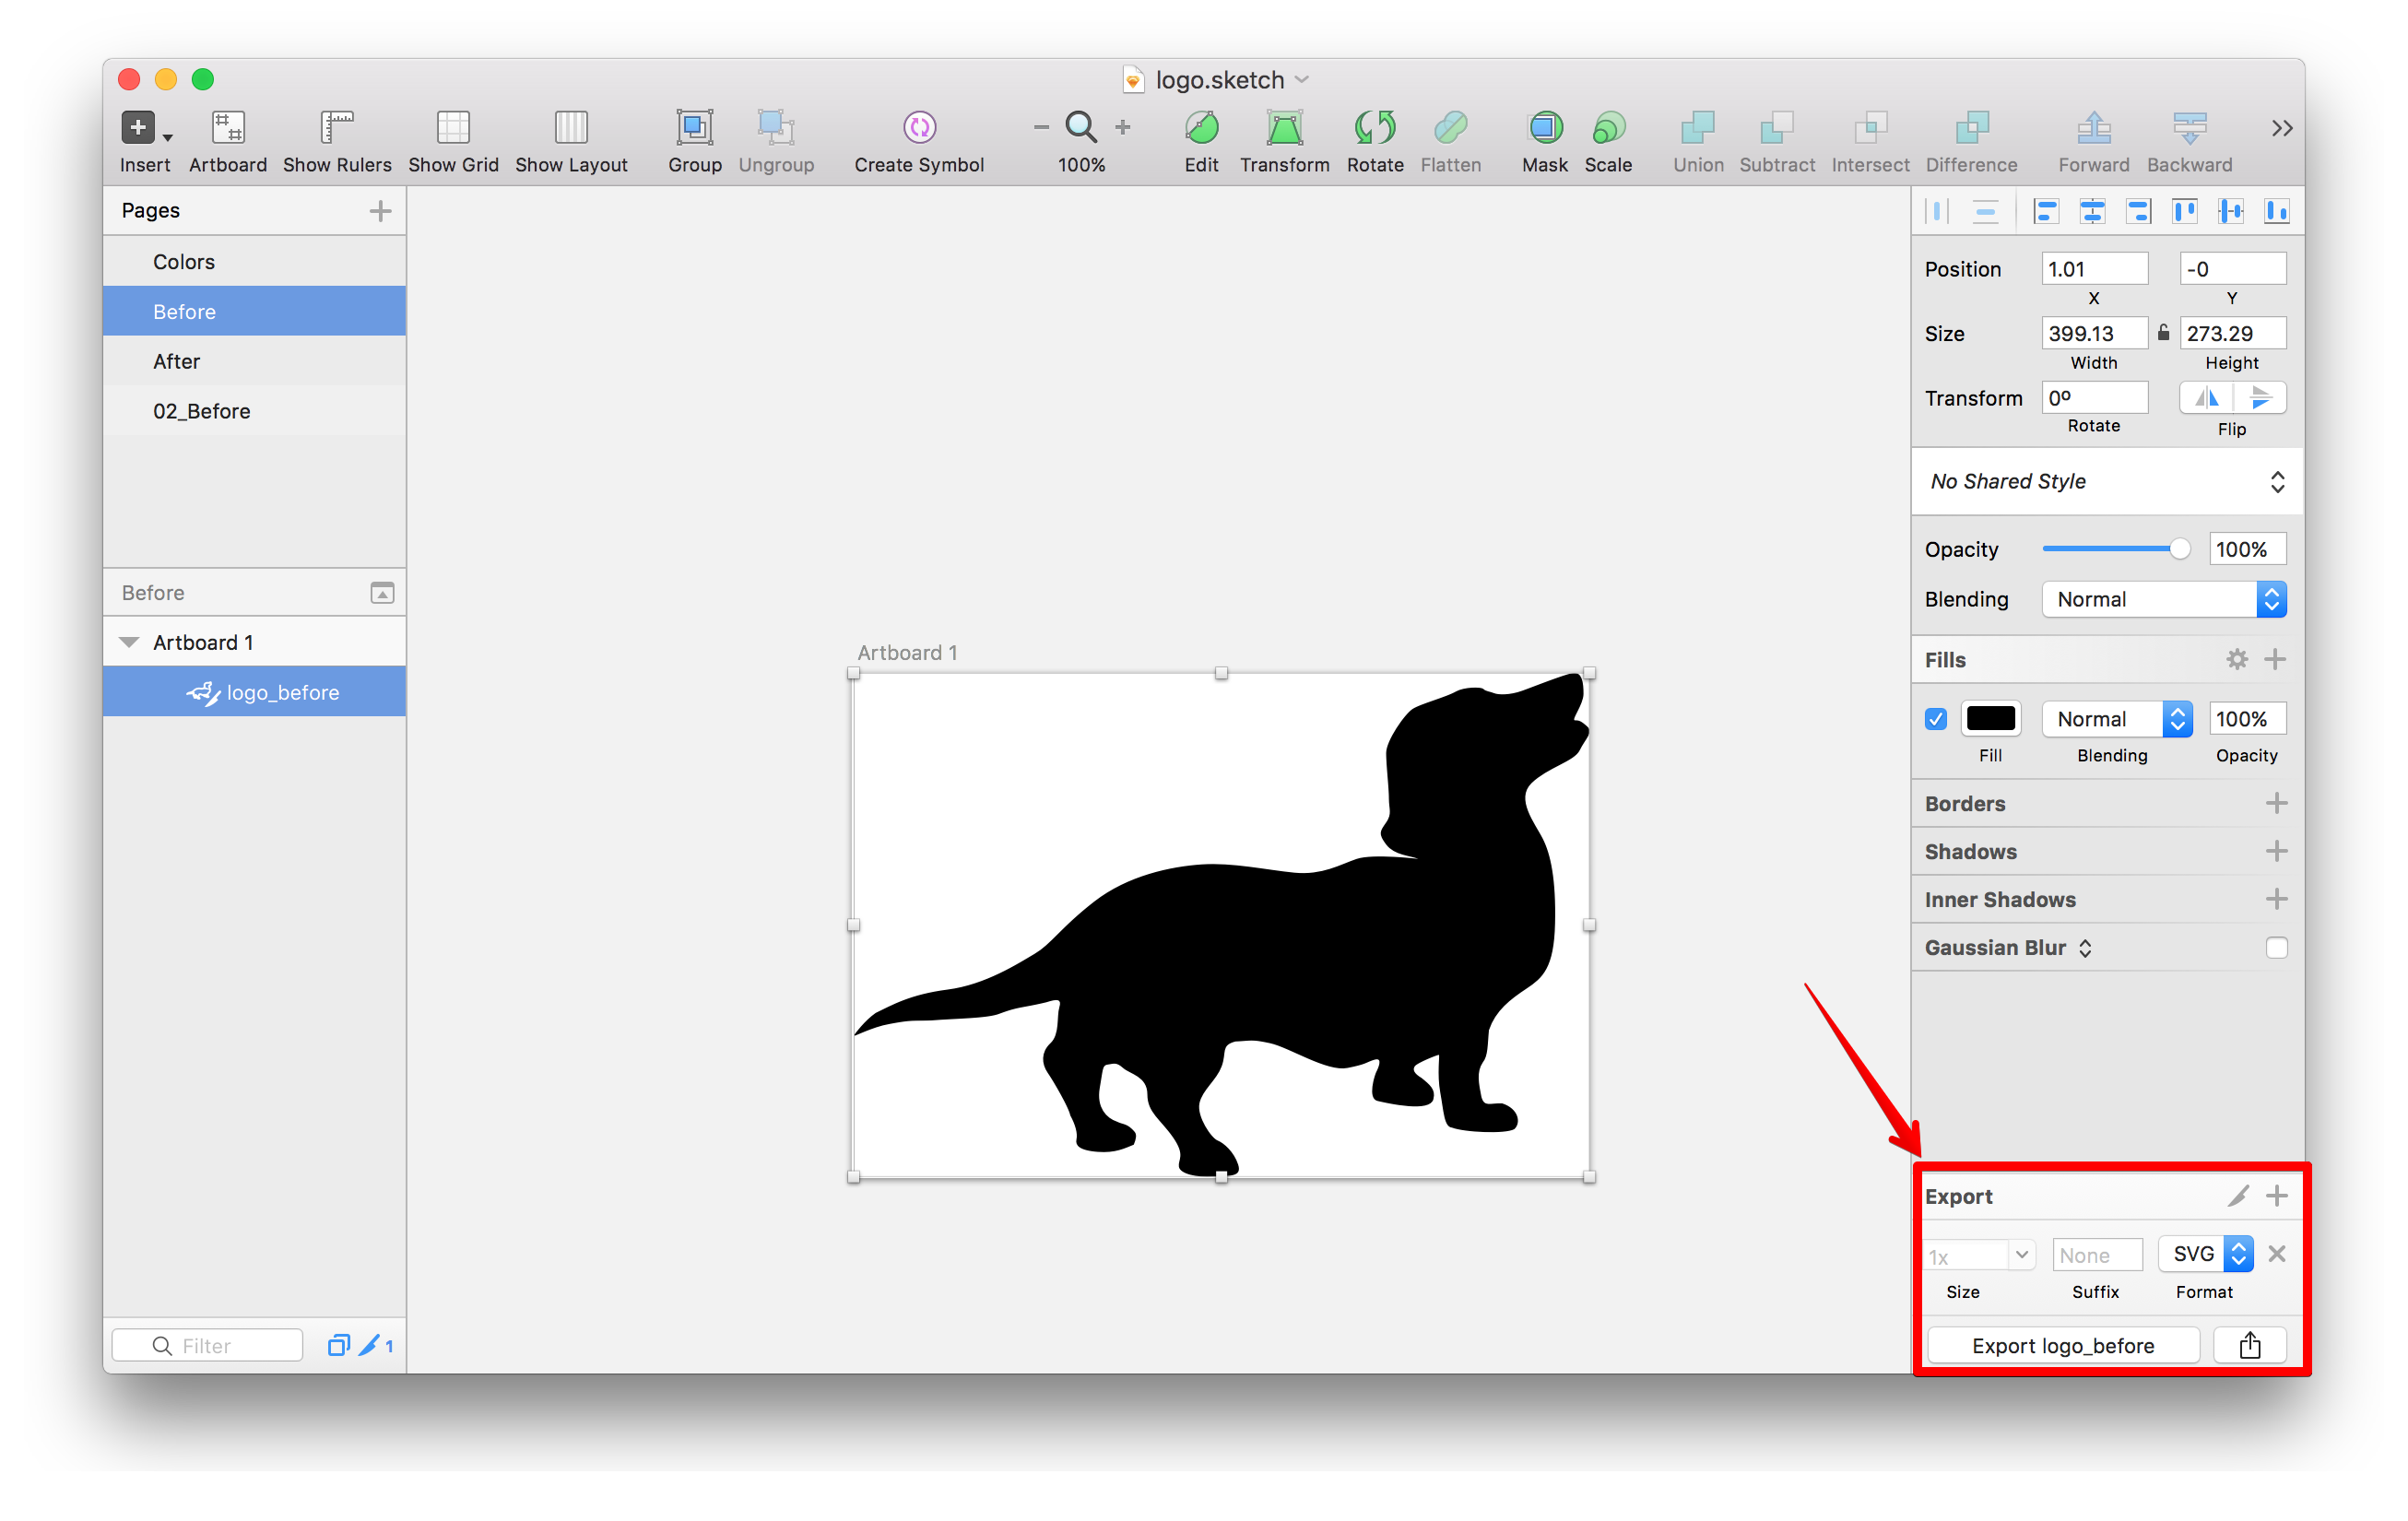 logo.sketch
Insert Artboard Show Rulers Show Grid Show Layout Group Ungroup Create Symbol 100% Edit Transform Rotate Flatten Mask Scale Union Subtract Intersect Difference Forward Backward
Pages
Colors
Before
After
02_Before
Before
Artboard 1
logo_before
Filter
1
Artboard 1
Position 1.01 -0
X Y
Size 399.13 273.29
Width Height
Transform 0º
Rotate Flip
No Shared Style
Opacity 100%
Blending Normal
Fills
Normal 100%
Fill Blending Opacity
Borders
Shadows
Inner Shadows
Gaussian Blur
Export
1x None SVG
Size Suffix Format
Export logo_before